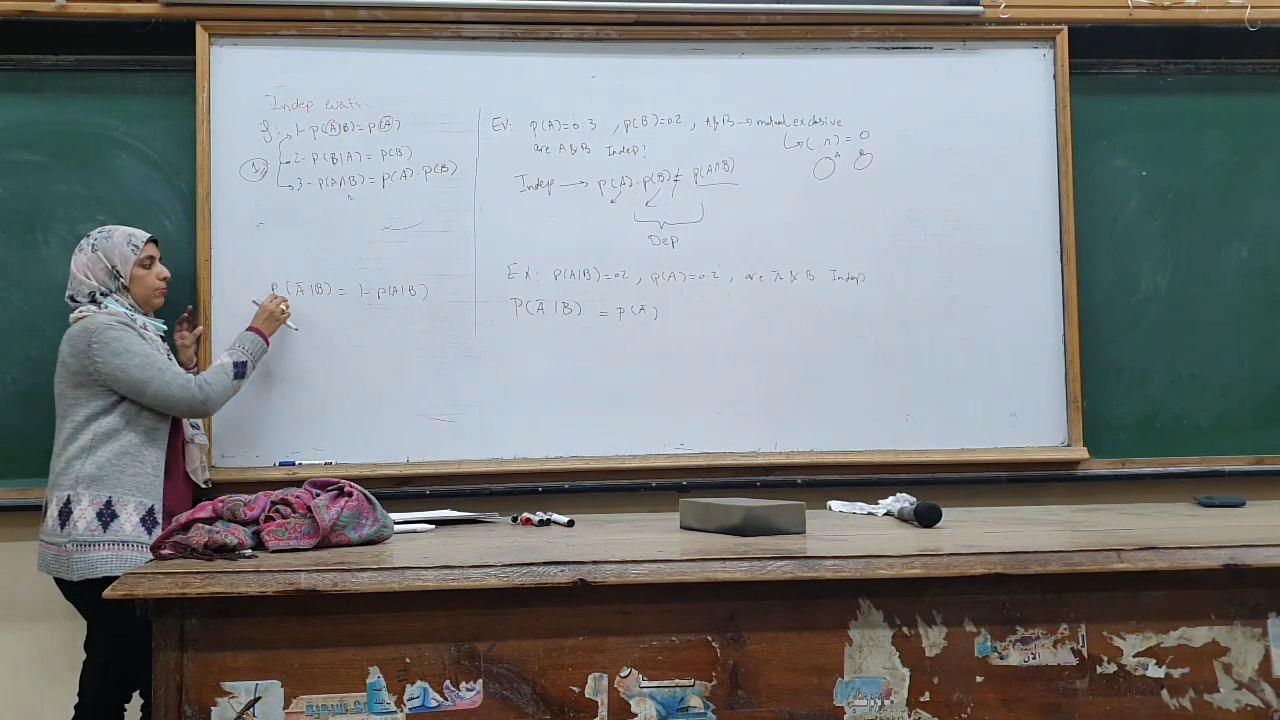 Indep events
if: 1- P(A|B) = P(A)
2- P(B|A) = P(B)
3- P(A∩B) = P(A) · P(B)
P(A̅|B) = 1- P(A|B)
EX: P(A)=0.3 , P(B)=0.2 , A&B → mutual exclusive
are A&B Indep?
( ∩ ) = 0
A B
Indep → P(A) · P(B) ≠ P(A∩B)
Dep
EX: P(A|B)=0.2 , P(A)=0.2 , are A̅ & B Indep
P(A̅|B) = P(A̅)